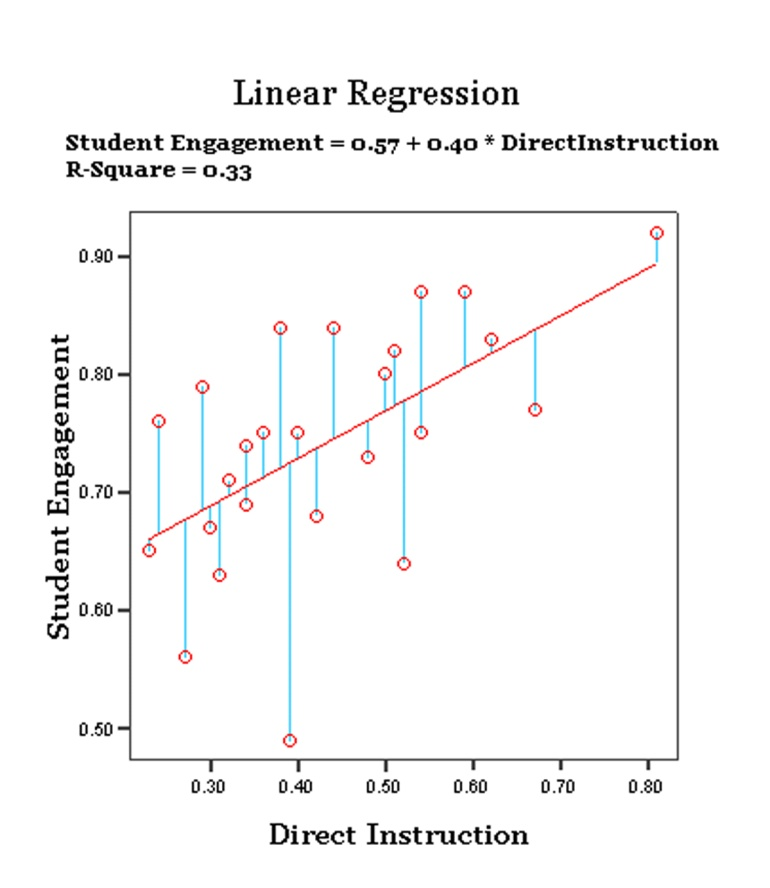 Linear Regression
Student Engagement = 0.57 + 0.40 * DirectInstruction
R-Square = 0.33
Student Engagement
0.90
0.80
0.70
0.60
0.50
0.30 0.40 0.50 0.60 0.70 0.80
Direct Instruction